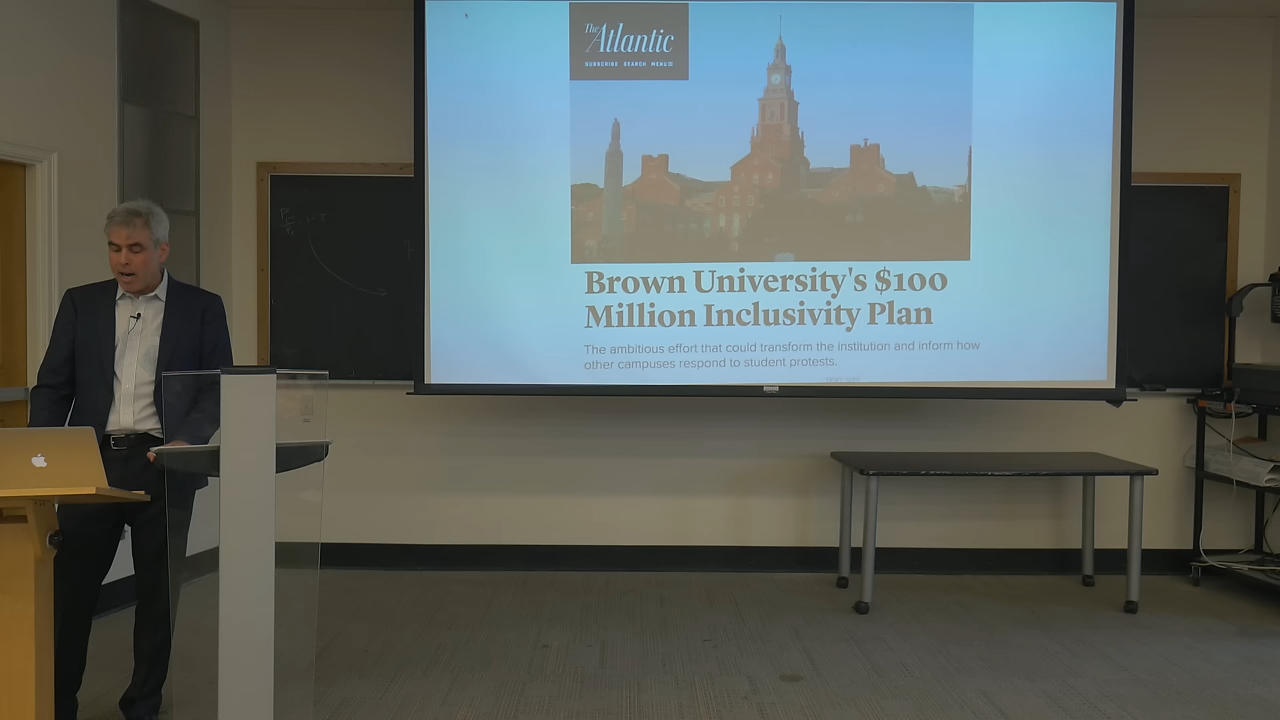 The
Atlantic
SUBSCRIBE SEARCH MENU
Brown University's $100
Million Inclusivity Plan
The ambitious effort that could transform the institution and inform how
other campuses respond to student protests.